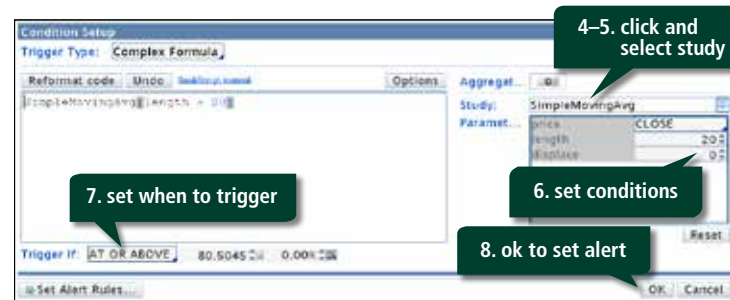 Condition Setup
4–5. click and
select study
Trigger Type: Complex Formula
Reformat code Undo Options Aggregat...
Study: SimpleMovingAvg
SimpleMovingAvg(length = 20)
Paramet... price CLOSE
length 20
displace 0
7. set when to trigger
6. set conditions
Reset
8. ok to set alert
Trigger if: AT OR ABOVE 80.5045 0.00%
Set Alert Rules... OK Cancel